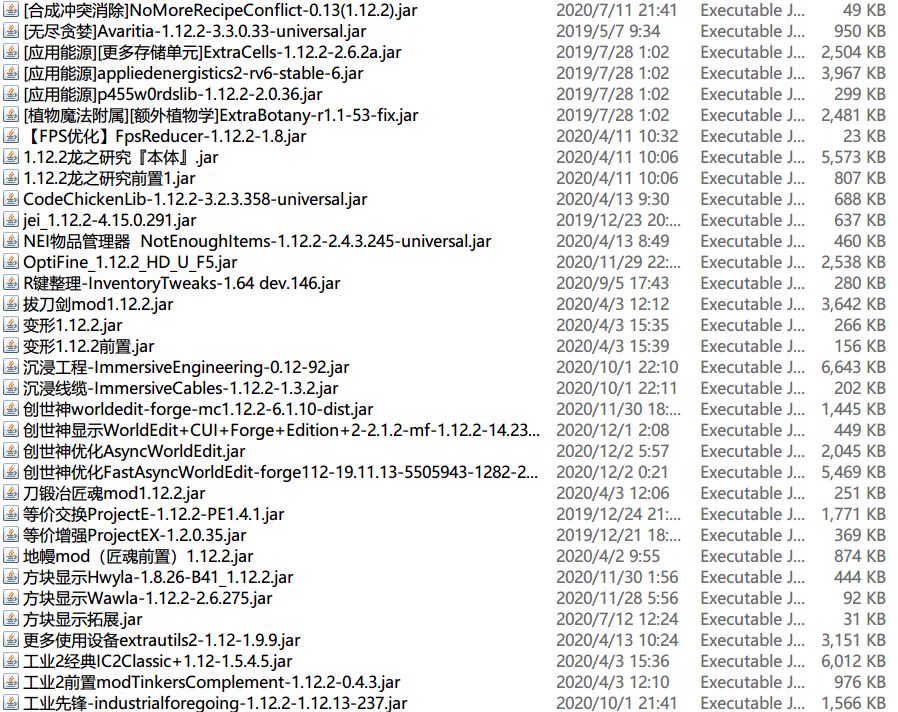 [合成冲突消除]NoMoreRecipeConflict-0.13(1.12.2).jar 2020/7/11 21:41 Executable J... 49 KB
[无尽贪婪]Avaritia-1.12.2-3.3.0.33-universal.jar 2019/5/7 9:34 Executable J... 950 KB
[应用能源][更多存储单元]ExtraCells-1.12.2-2.6.2a.jar 2019/7/28 1:02 Executable J... 2,504 KB
[应用能源]appliedenergistics2-rv6-stable-6.jar 2019/7/28 1:02 Executable J... 3,967 KB
[应用能源]p455w0rdslib-1.12.2-2.0.36.jar 2019/7/28 1:02 Executable J... 299 KB
[植物魔法附属][额外植物学]ExtraBotany-r1.1-53-fix.jar 2019/7/28 1:02 Executable J... 2,481 KB
【FPS优化】FpsReducer-1.12.2-1.8.jar 2020/4/11 10:32 Executable J... 23 KB
1.12.2龙之研究『本体』.jar 2020/4/11 10:06 Executable J... 5,573 KB
1.12.2龙之研究前置1.jar 2020/4/11 10:06 Executable J... 807 KB
CodeChickenLib-1.12.2-3.2.3.358-universal.jar 2020/4/13 9:30 Executable J... 688 KB
jei_1.12.2-4.15.0.291.jar 2019/12/23 20:... Executable J... 637 KB
NEI物品管理器 NotEnoughItems-1.12.2-2.4.3.245-universal.jar 2020/4/13 8:49 Executable J... 460 KB
OptiFine_1.12.2_HD_U_F5.jar 2020/11/29 22:... Executable J... 2,538 KB
R键整理-InventoryTweaks-1.64 dev.146.jar 2020/9/5 17:43 Executable J... 280 KB
拔刀剑mod1.12.2.jar 2020/4/3 12:12 Executable J... 3,642 KB
变形1.12.2.jar 2020/4/3 15:35 Executable J... 266 KB
变形1.12.2前置.jar 2020/4/3 15:39 Executable J... 156 KB
沉浸工程-ImmersiveEngineering-0.12-92.jar 2020/10/1 22:10 Executable J... 6,643 KB
沉浸线缆-ImmersiveCables-1.12.2-1.3.2.jar 2020/10/1 22:11 Executable J... 202 KB
创世神worldedit-forge-mc1.12.2-6.1.10-dist.jar 2020/11/30 18:... Executable J... 1,445 KB
创世神显示WorldEdit+CUI+Forge+Edition+2-2.1.2-mf-1.12.2-14.23... 2020/12/1 2:08 Executable J... 449 KB
创世神优化AsyncWorldEdit.jar 2020/12/2 5:57 Executable J... 2,045 KB
创世神优化FastAsyncWorldEdit-forge112-19.11.13-5505943-1282-2... 2020/12/2 0:21 Executable J... 5,469 KB
刀锻冶匠魂mod1.12.2.jar 2020/4/3 12:06 Executable J... 251 KB
等价交换ProjectE-1.12.2-PE1.4.1.jar 2019/12/24 21:... Executable J... 1,771 KB
等价增强ProjectEX-1.2.0.35.jar 2019/12/21 18:... Executable J... 369 KB
地幔mod（匠魂前置）1.12.2.jar 2020/4/2 9:55 Executable J... 874 KB
方块显示Hwyla-1.8.26-B41_1.12.2.jar 2020/11/30 1:56 Executable J... 444 KB
方块显示Wawla-1.12.2-2.6.275.jar 2020/11/28 5:56 Executable J... 92 KB
方块显示拓展.jar 2020/7/12 12:24 Executable J... 31 KB
更多使用设备extrautils2-1.12-1.9.9.jar 2020/4/13 10:24 Executable J... 3,151 KB
工业2经典IC2Classic+1.12-1.5.4.5.jar 2020/4/3 15:36 Executable J... 6,012 KB
工业2前置modTinkersComplement-1.12.2-0.4.3.jar 2020/4/3 12:10 Executable J... 976 KB
工业先锋-industrialforegoing-1.12.2-1.12.13-237.jar 2020/10/1 21:41 Executable J... 1,566 KB